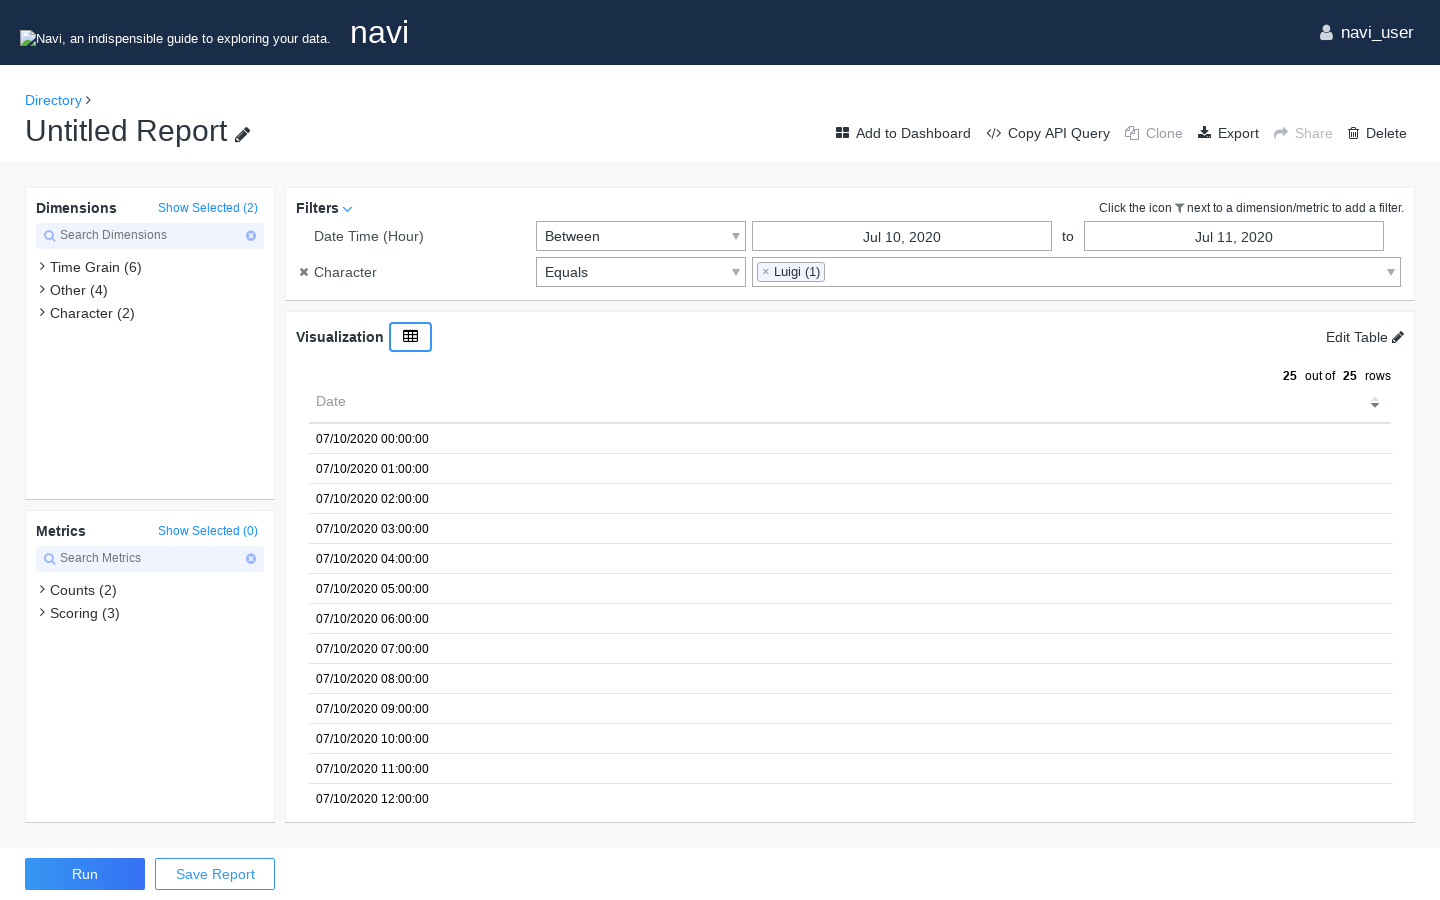 Navi, an indispensible guide to exploring your data.
navi
navi_user
Directory
Untitled Report
Add to Dashboard
Copy API Query
Clone
Export
Share
Delete
Dimensions
Show Selected (2)
Search Dimensions
Time Grain (6)
Other (4)
Character (2)
Metrics
Show Selected (0)
Search Metrics
Counts (2)
Scoring (3)
Filters
Click the icon next to a dimension/metric to add a filter.
Date Time (Hour)
Between
Jul 10, 2020
to
Jul 11, 2020
Character
Equals
× Luigi (1)
Visualization
Edit Table
25 out of 25 rows
Date
07/10/2020 00:00:00
07/10/2020 01:00:00
07/10/2020 02:00:00
07/10/2020 03:00:00
07/10/2020 04:00:00
07/10/2020 05:00:00
07/10/2020 06:00:00
07/10/2020 07:00:00
07/10/2020 08:00:00
07/10/2020 09:00:00
07/10/2020 10:00:00
07/10/2020 11:00:00
07/10/2020 12:00:00
Run
Save Report